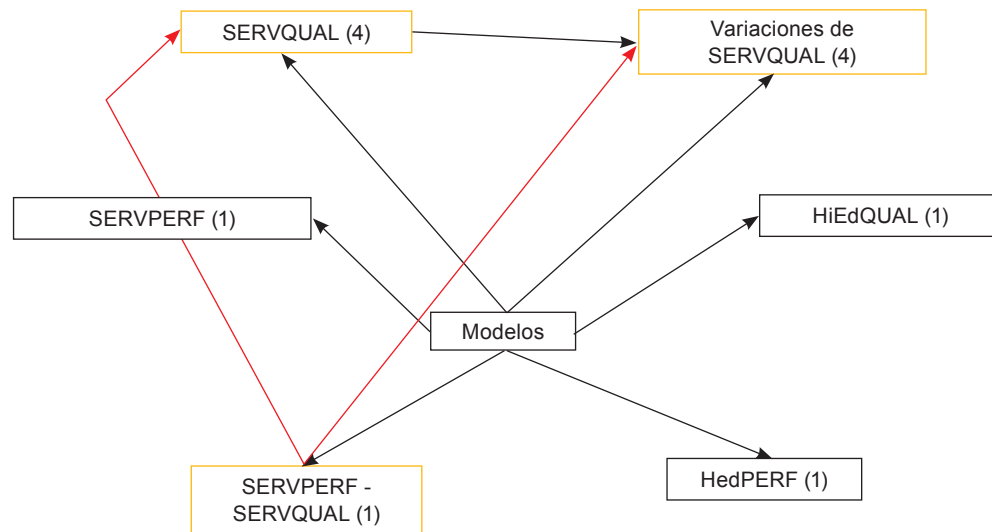 SERVQUAL (4)
Variaciones de
SERVQUAL (4)
SERVPERF (1)
HiEdQUAL (1)
Modelos
SERVPERF -
SERVQUAL (1)
HedPERF (1)